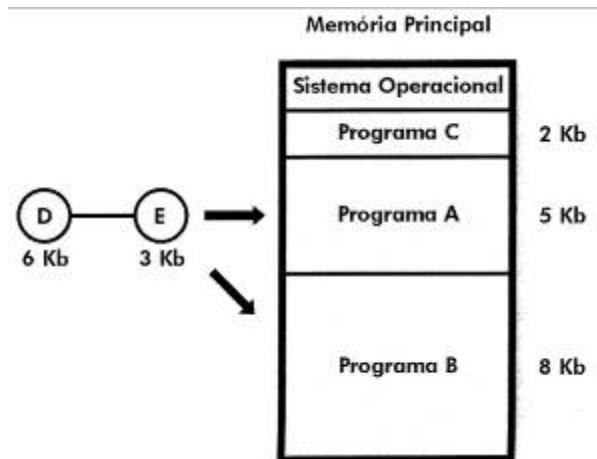 Memória Principal
Sistema Operacional
Programa C 2 Kb
Programa A 5 Kb
D E
6 Kb 3 Kb
Programa B 8 Kb